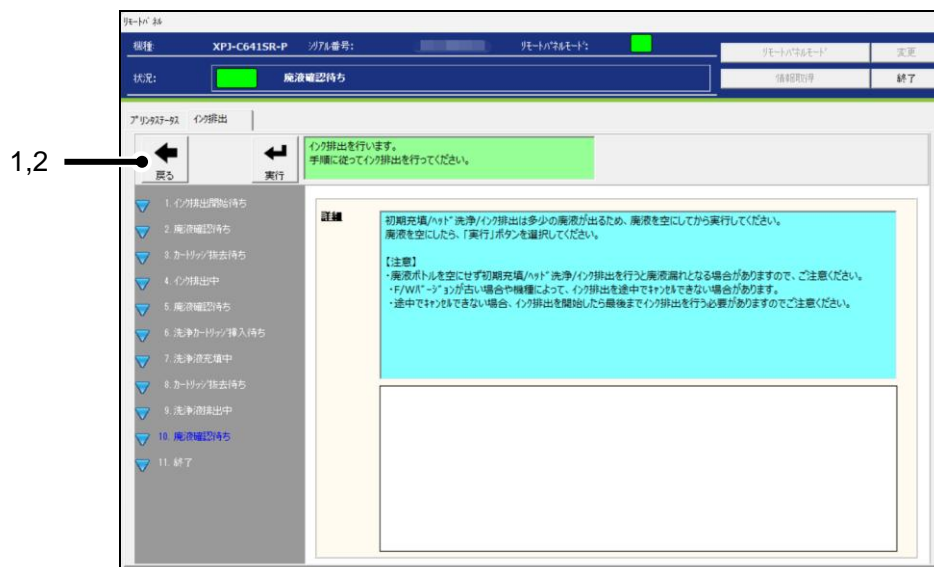 ﾘﾓｰﾄﾊﾟﾈﾙ
機種: XPJ-C641SR-P ｼﾘｱﾙ番号: ﾘﾓｰﾄﾊﾟﾈﾙﾓｰﾄﾞ:
ﾘﾓｰﾄﾊﾟﾈﾙﾓｰﾄﾞ 変更
状況: 廃液確認待ち
情報取得 終了
ﾌﾟﾘﾝﾀｽﾃｰﾀｽ ｲﾝｸ排出
1,2
戻る 実行
ｲﾝｸ排出を行います。
手順に従ってｲﾝｸ排出を行ってください。
1. ｲﾝｸ排出開始待ち
2. 廃液確認待ち
3. ｶｰﾄﾘｯｼﾞ抜去待ち
4. ｲﾝｸ排出中
5. 廃液確認待ち
6. 洗浄ｶｰﾄﾘｯｼﾞ挿入待ち
7. 洗浄液充填中
8. ｶｰﾄﾘｯｼﾞ抜去待ち
9. 洗浄液排出中
10. 廃液確認待ち
11. 終了
詳細
初期充填/ﾍｯﾄﾞ洗浄/ｲﾝｸ排出は多少の廃液が出るため、廃液を空にしてから実行してください。
廃液を空にしたら、「実行」ボタンを選択してください。
【注意】
・廃液ボトルを空にせず初期充填/ﾍｯﾄﾞ洗浄/ｲﾝｸ排出を行うと廃液漏れとなる場合がありますので、ご注意ください。
・F/Wﾊﾞｰｼﾞｮﾝが古い場合や機種によって、ｲﾝｸ排出を途中でｷｬﾝｾﾙできない場合があります。
・途中でｷｬﾝｾﾙできない場合、ｲﾝｸ排出を開始したら最後までｲﾝｸ排出を行う必要がありますのでご注意ください。